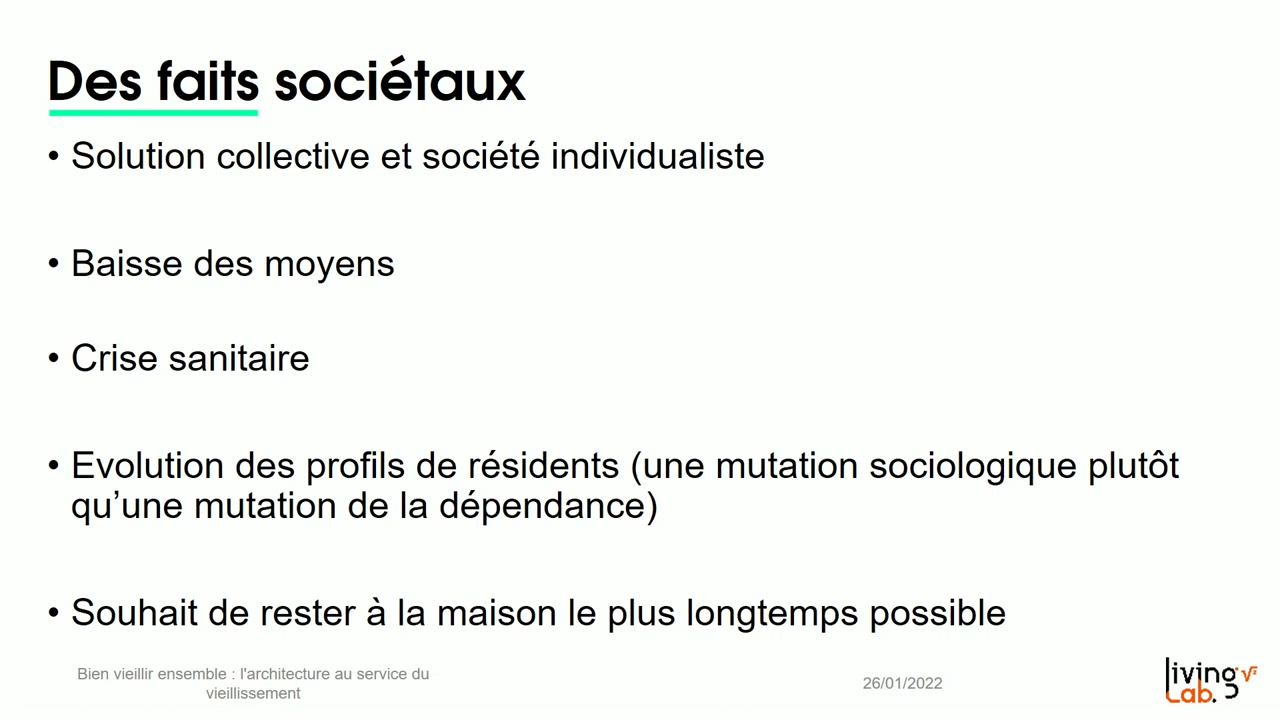 Des faits sociétaux
• Solution collective et société individualiste
• Baisse des moyens
• Crise sanitaire
• Evolution des profils de résidents (une mutation sociologique plutôt
qu’une mutation de la dépendance)
• Souhait de rester à la maison le plus longtemps possible
Bien vieillir ensemble : l'architecture au service du
vieillissement
26/01/2022
living
Lab.